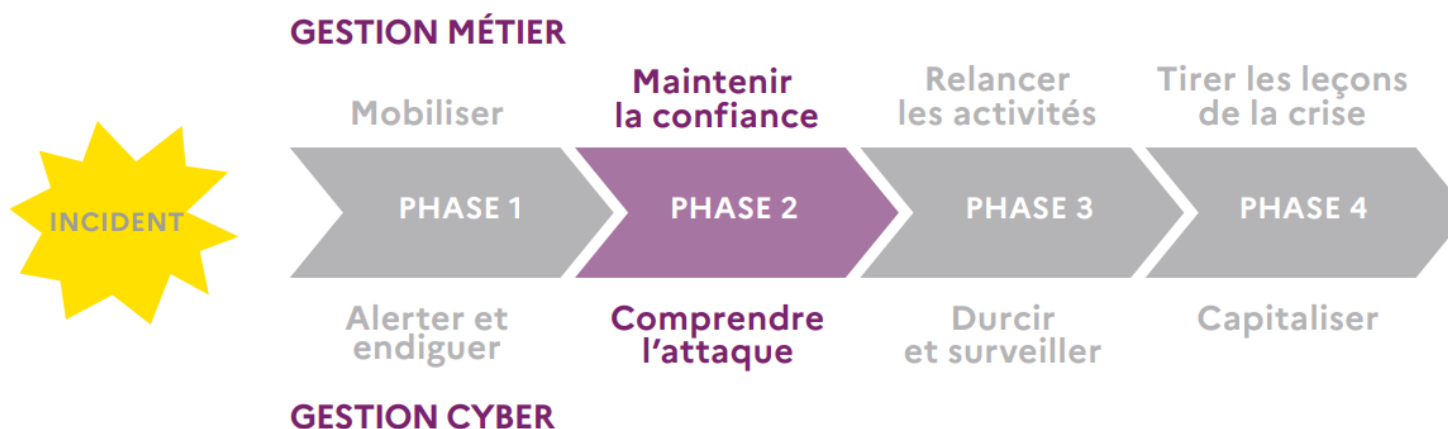 GESTION MÉTIER
Mobiliser
Maintenir
la confiance
Relancer
les activités
Tirer les leçons
de la crise
INCIDENT
PHASE 1
PHASE 2
PHASE 3
PHASE 4
Alerter et
endiguer
Comprendre
l'attaque
Durcir
et surveiller
Capitaliser
GESTION CYBER